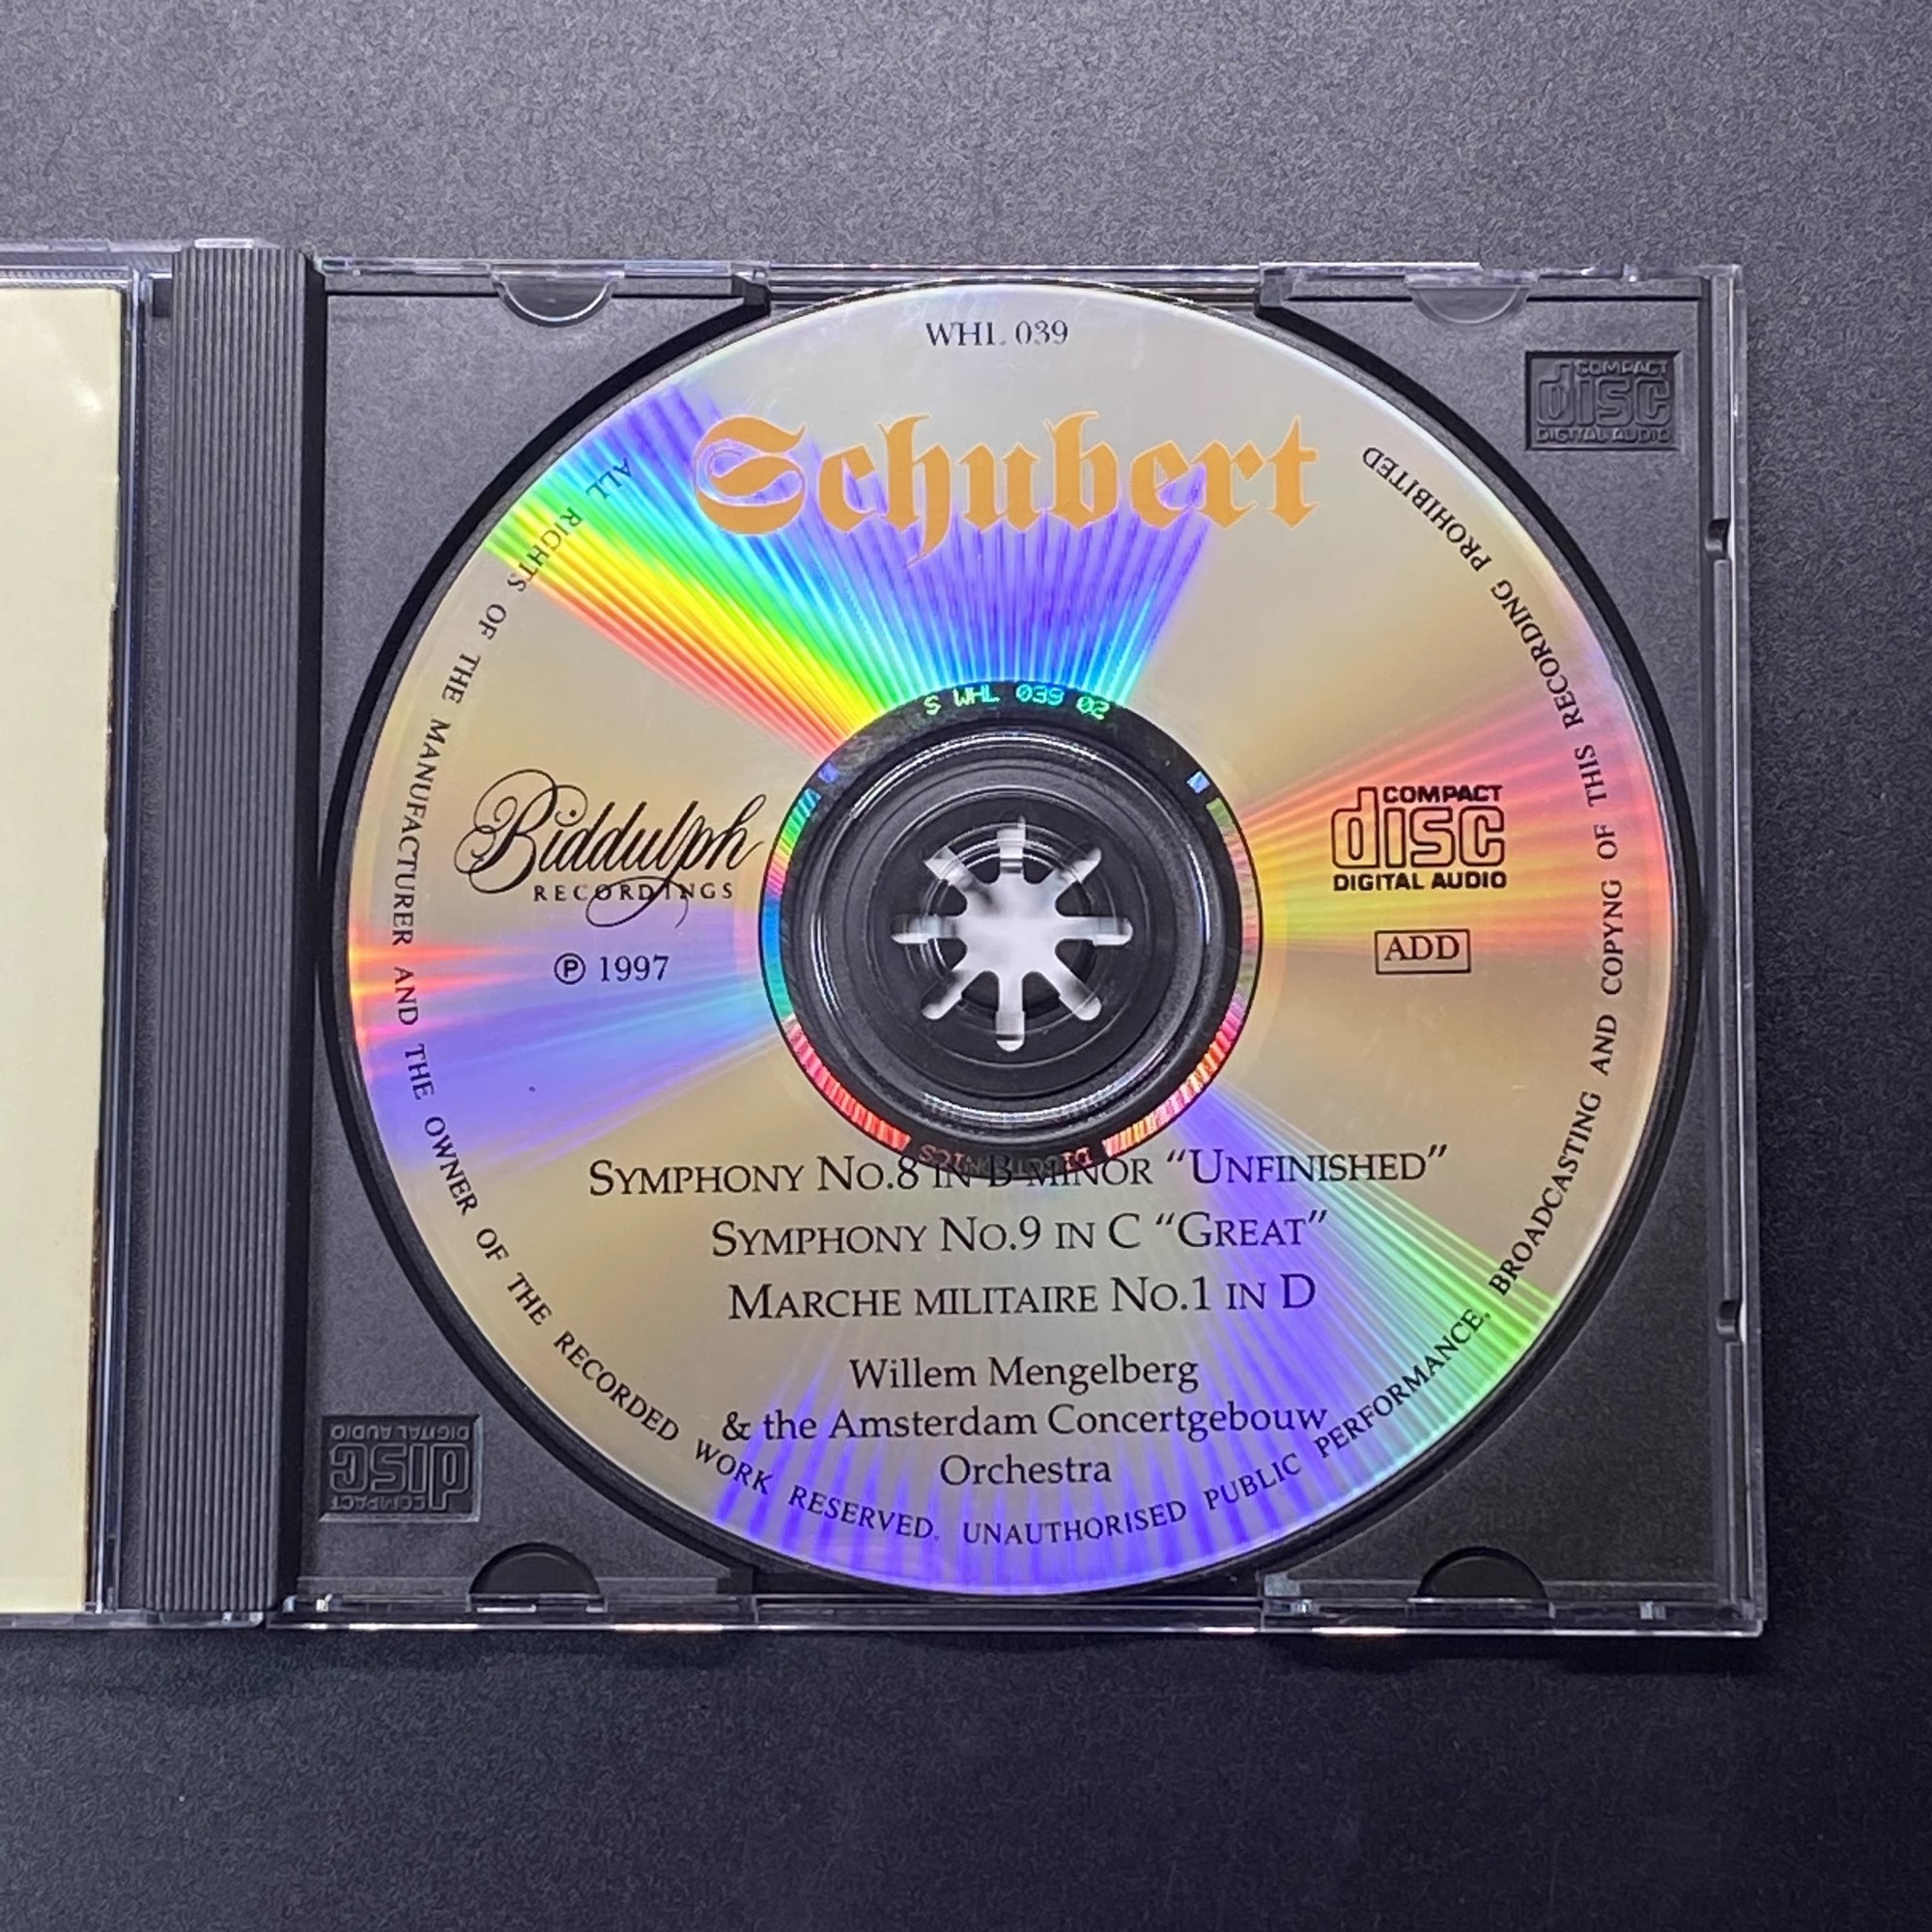 WHL 039
Schubert
COMPACT
disc
DIGITAL AUDIO
S WHL 039 02
Biddulph
RECORDINGS
℗ 1997
COMPACT
disc
DIGITAL AUDIO
ADD
SYMPHONY NO.8 IN B MINOR “UNFINISHED”
SYMPHONY NO.9 IN C “GREAT”
MARCHE MILITAIRE NO.1 IN D
Willem Mengelberg
& the Amsterdam Concertgebouw
Orchestra
ALL RIGHTS OF THE MANUFACTURER AND THE OWNER OF THE RECORDED WORK RESERVED. UNAUTHORISED PUBLIC PERFORMANCE, BROADCASTING AND COPYNG OF THIS RECORDING PROHIBITED
COMPACT
disc
DIGITAL AUDIO